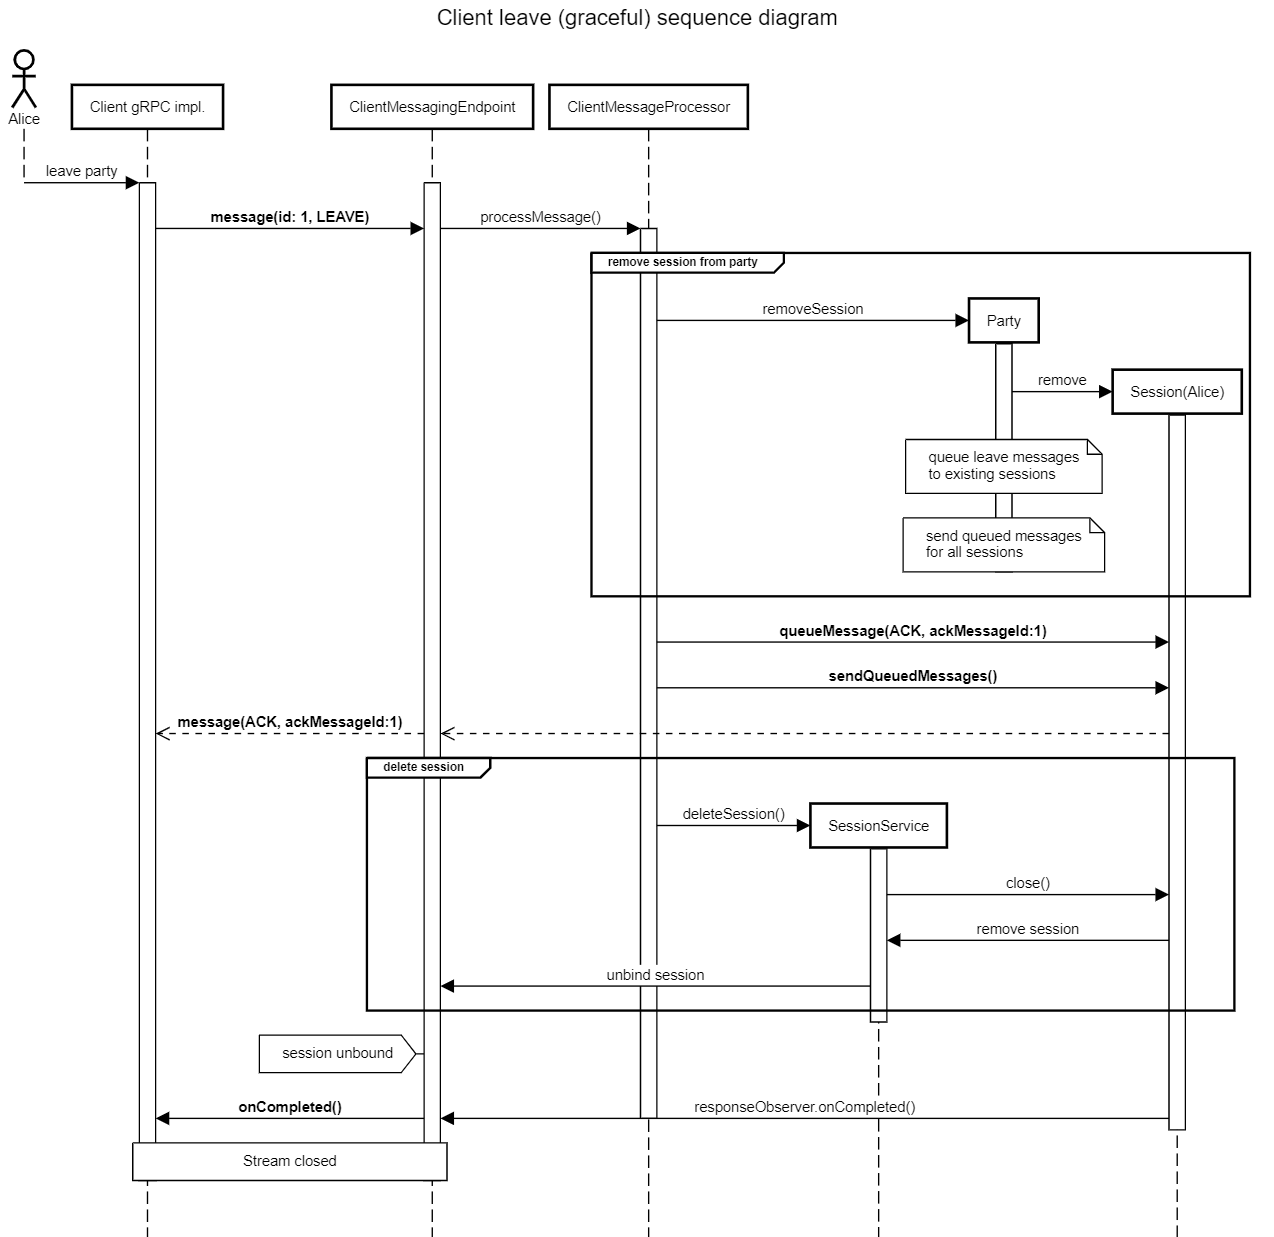 Client leave (graceful) sequence diagram
Alice
Client gRPC impl.
ClientMessagingEndpoint
ClientMessageProcessor
leave party
message(id: 1, LEAVE)
processMessage()
remove session from party
removeSession
Party
remove
Session(Alice)
queue leave messages
to existing sessions
send queued messages
for all sessions
queueMessage(ACK, ackMessageId:1)
sendQueuedMessages()
message(ACK, ackMessageId:1)
delete session
deleteSession()
SessionService
close()
remove session
unbind session
session unbound
onCompleted()
responseObserver.onCompleted()
Stream closed